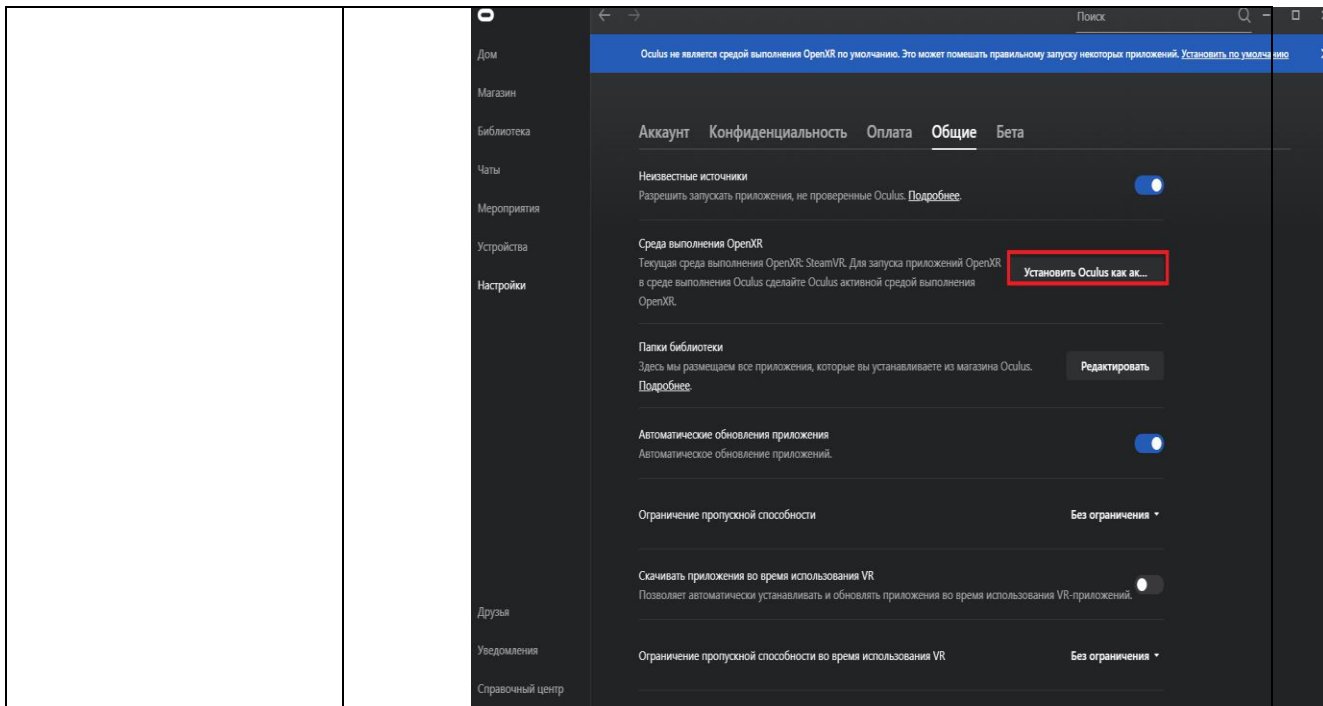 Поиск
Дом
Oculus не является средой выполнения OpenXR по умолчанию. Это может помешать правильному запуску некоторых приложений. Установить по умолчанию
Магазин
Библиотека
Чаты
Мероприятия
Устройства
Настройки
Аккаунт Конфиденциальность Оплата Общие Бета
Неизвестные источники
Разрешить запускать приложения, не проверенные Oculus. Подробнее.
Среда выполнения OpenXR
Текущая среда выполнения OpenXR: SteamVR. Для запуска приложений OpenXR
в среде выполнения Oculus сделайте Oculus активной средой выполнения
OpenXR.
Установить Oculus как ак...
Папки библиотеки
Здесь мы размещаем все приложения, которые вы устанавливаете из магазина Oculus.
Подробнее.
Редактировать
Автоматические обновления приложения
Автоматическое обновление приложений.
Ограничение пропускной способности
Без ограничения
Скачивать приложения во время использования VR
Позволяет автоматически устанавливать и обновлять приложения во время использования VR-приложений.
Ограничение пропускной способности во время использования VR
Без ограничения
Друзья
Уведомления
Справочный центр